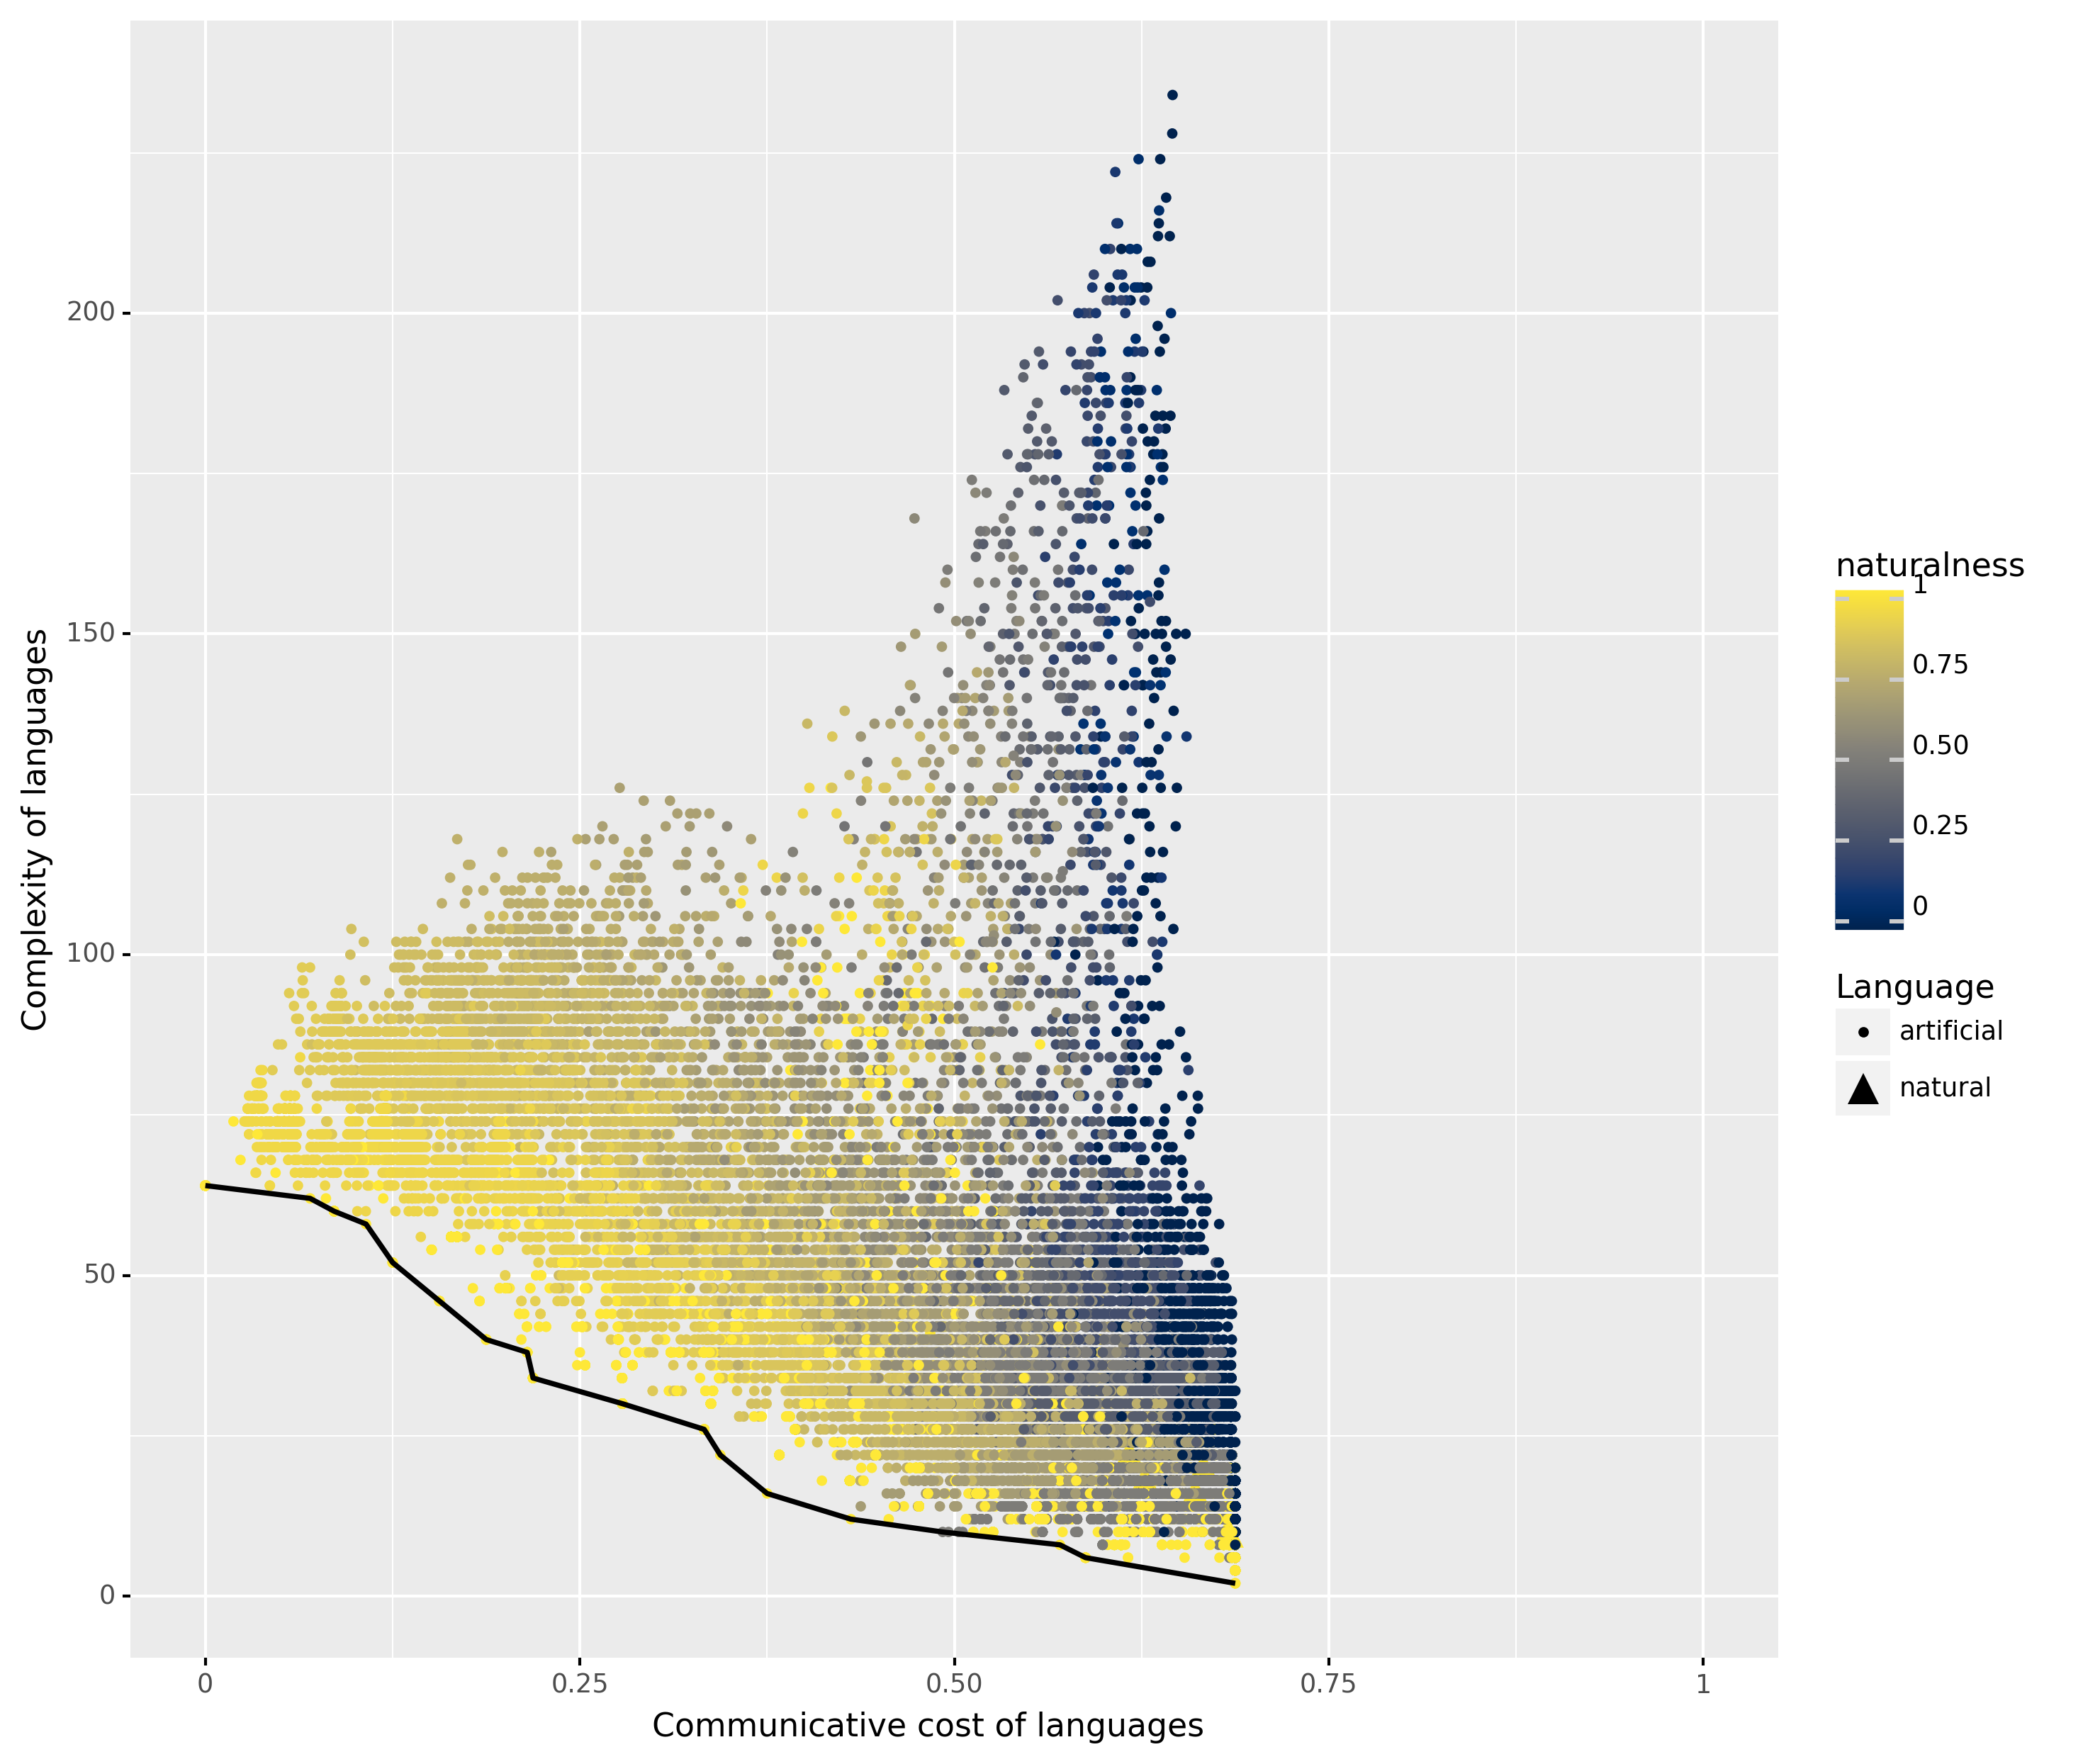 Complexity of languages
200
150
100
50
0
0
0.25
0.50
0.75
1
Communicative cost of languages
naturalness
1
0.75
0.50
0.25
0
Language
artificial
natural